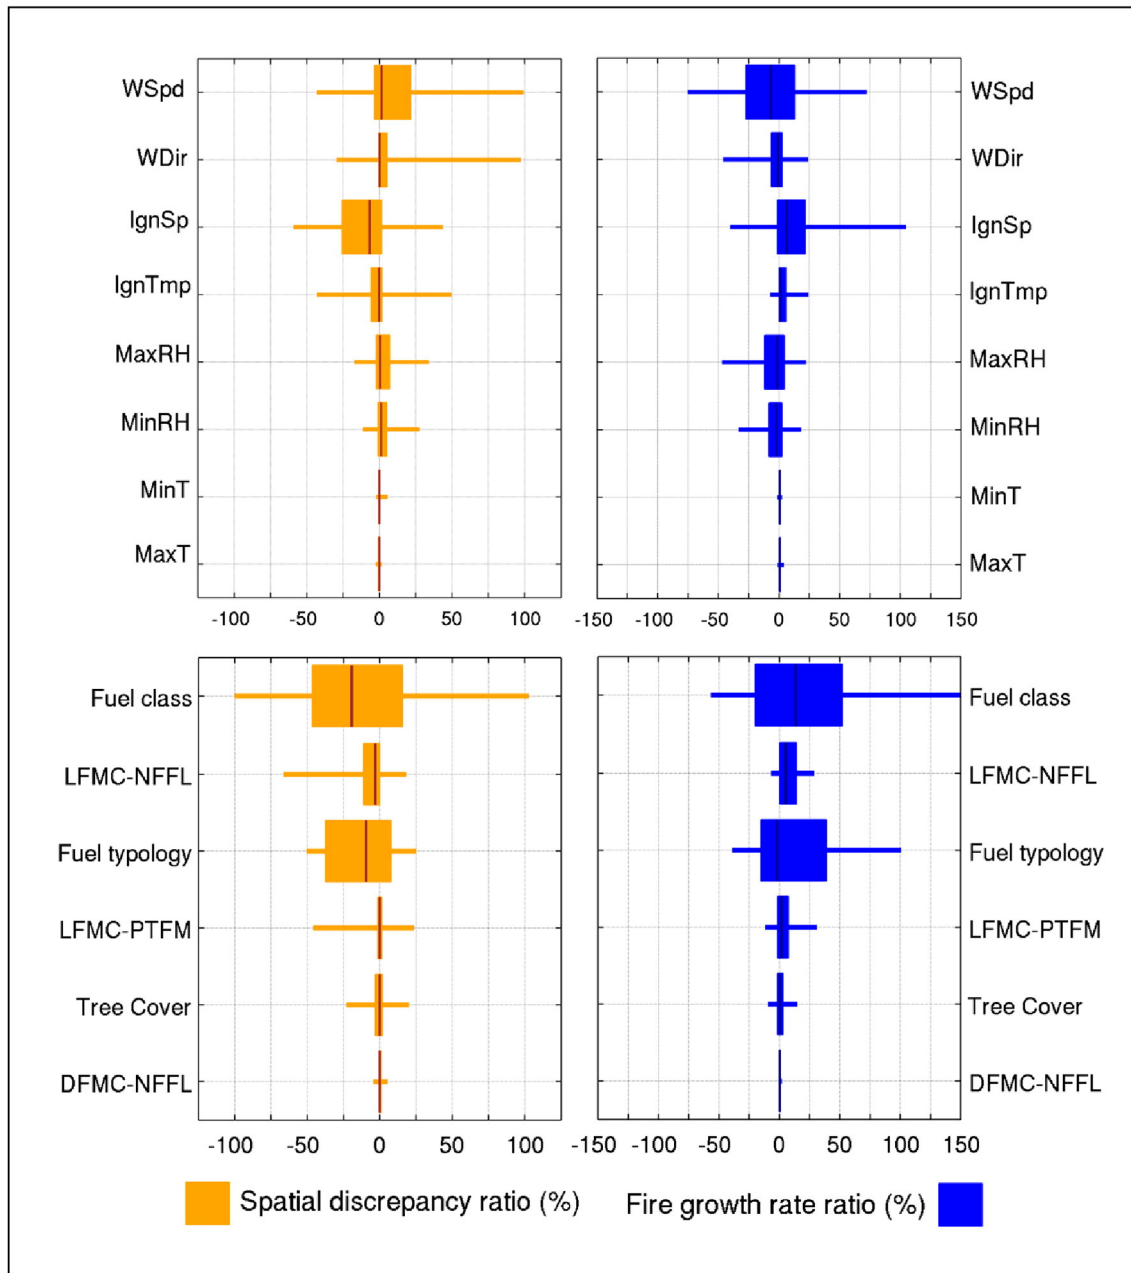 WSpd
WDir
IgnSp
IgnTmp
MaxRH
MinRH
MinT
MaxT
-100 -50 0 50 100
WSpd
WDir
IgnSp
IgnTmp
MaxRH
MinRH
MinT
MaxT
-150 -100 -50 0 50 100 150
Fuel class
LFMC-NFFL
Fuel typology
LFMC-PTFM
Tree Cover
DFMC-NFFL
-100 -50 0 50 100
Fuel class
LFMC-NFFL
Fuel typology
LFMC-PTFM
Tree Cover
DFMC-NFFL
-150 -100 -50 0 50 100 150
Spatial discrepancy ratio (%)
Fire growth rate ratio (%)